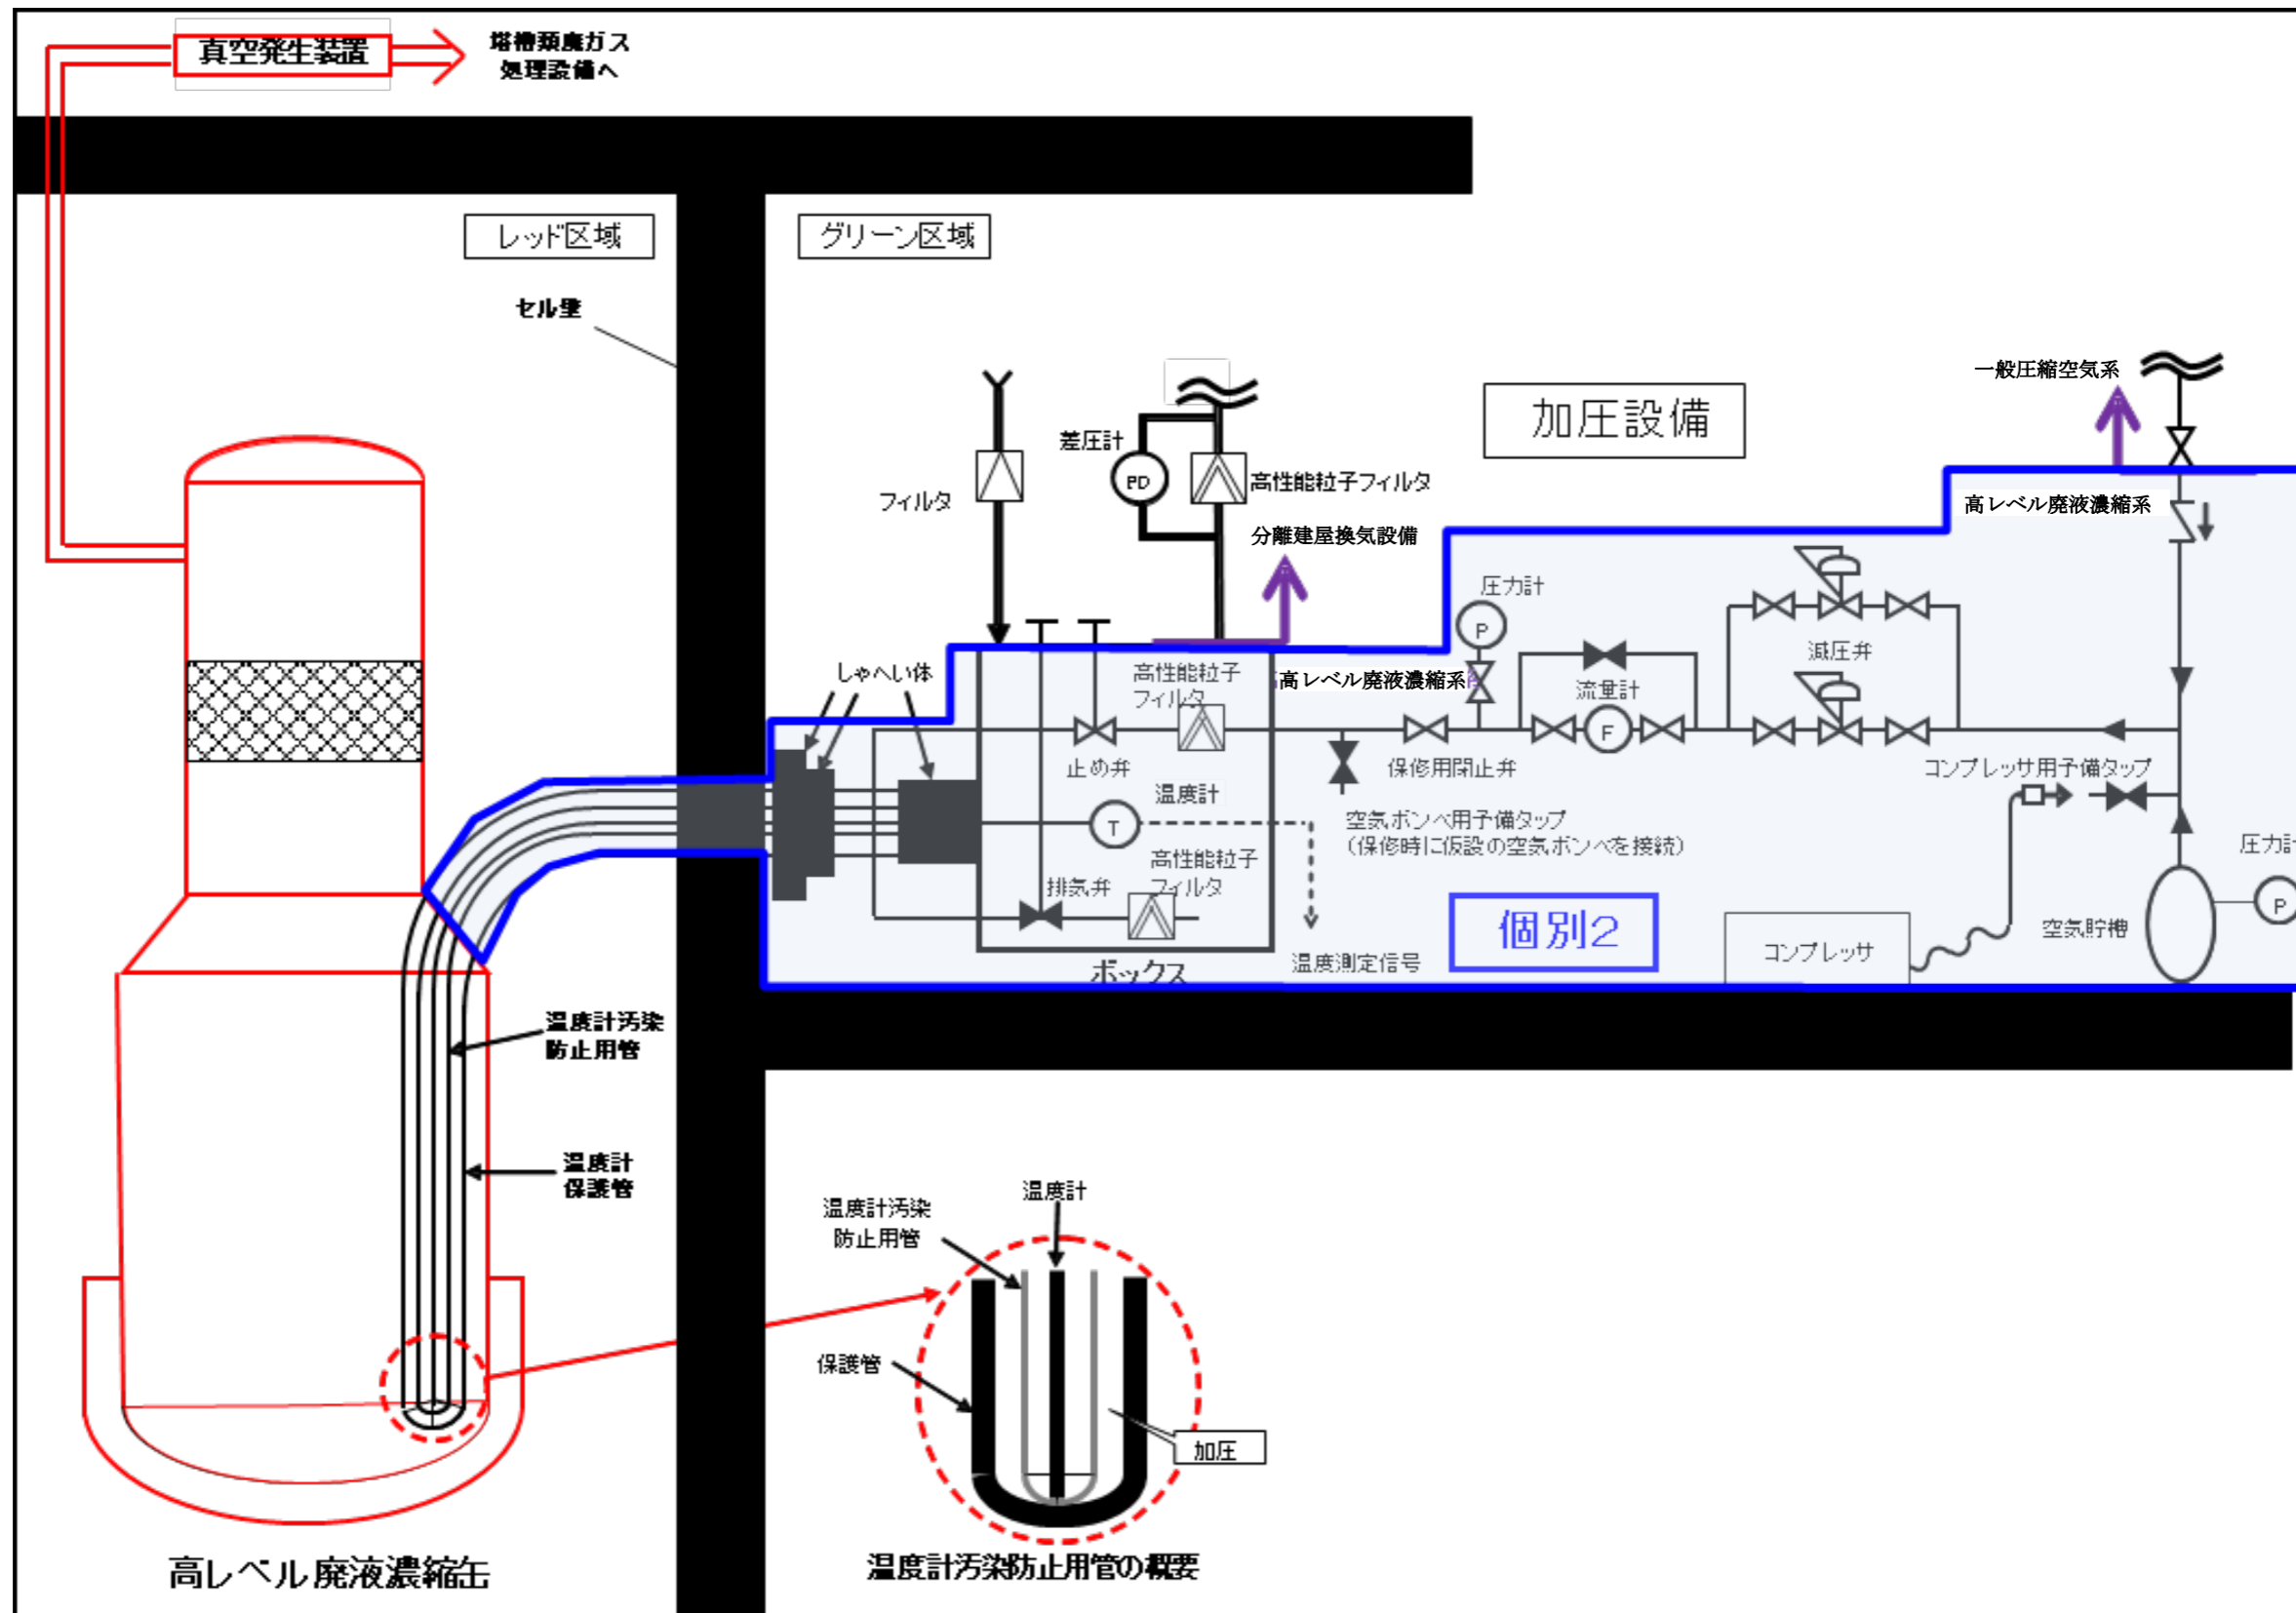 真空発生装置
塔槽類廃ガス
処理設備へ
レッド区域
グリーン区域
セル壁
一般圧縮空気系
加圧設備
差圧計
PD
高性能粒子フィルタ
フィルタ
高レベル廃液濃縮系
分離建屋換気設備
圧力計
P
しゃへい体
高性能粒子
フィルタ
高レベル廃液濃縮系
流量計
F
減圧弁
止め弁
保修用閉止弁
コンプレッサ用予備タップ
温度計
T
空気ボンベ用予備タップ
(保修時に仮設の空気ボンベを接続)
高性能粒子
フィルタ
排気弁
圧力計
P
個別2
コンプレッサ
空気貯槽
温度測定信号
ボックス
温度計汚染
防止用管
温度計
保護管
温度計
温度計汚染
防止用管
保護管
加圧
高レベル廃液濃縮缶
温度計汚染防止用管の概要